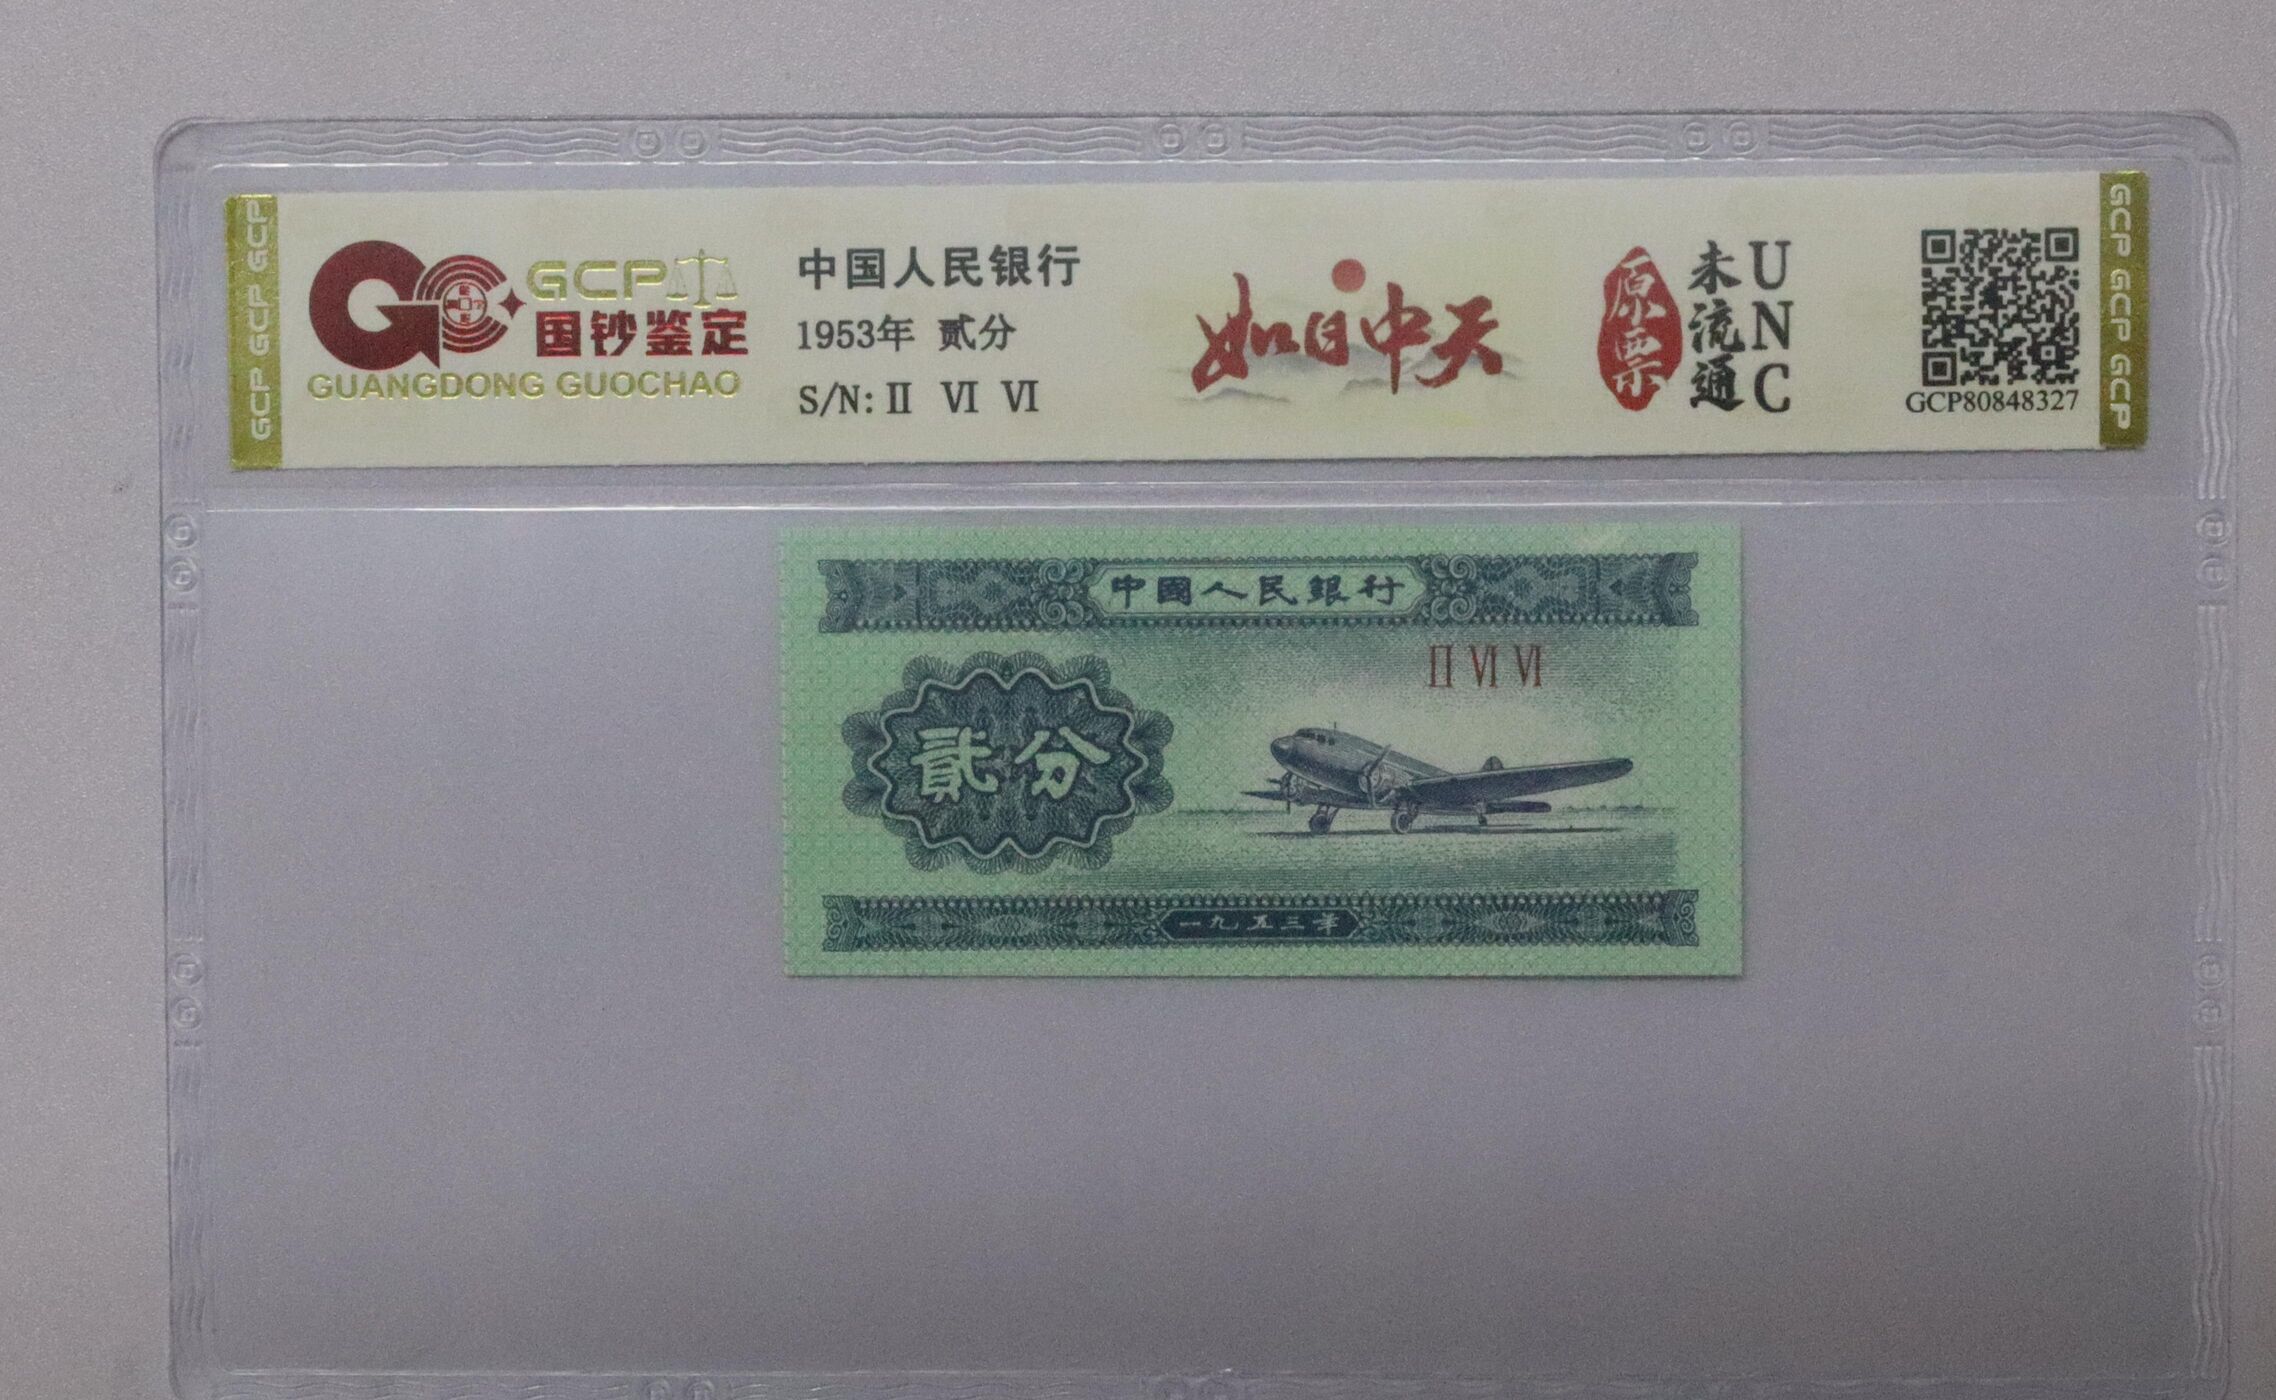 GCP GCP GCP
GCP
国钞鉴定
GUANGDONG GUOCHAO
中国人民银行
1953年 贰分
S/N: Ⅱ Ⅵ Ⅵ
如日中天
原票
未流通
UNC
GCP80848327
GCP GCP GCP
中國人民銀行
Ⅱ Ⅵ Ⅵ
貳分
一九五三年